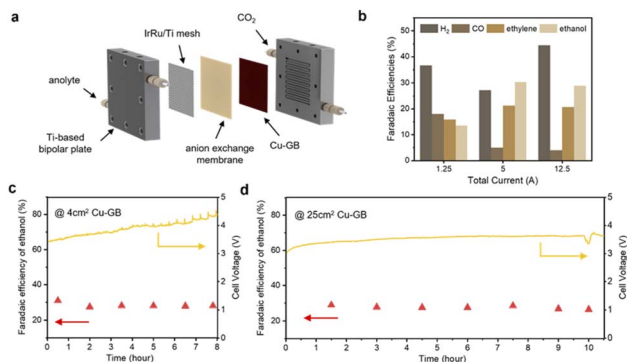 a
IrRu/Ti mesh
CO2
anolyte
Ti-based
bipolar plate
anion exchange
membrane
Cu-GB
b
H2 CO ethylene ethanol
Faradaic Efficiencies (%)
50
40
30
20
10
0
1.25 5 12.5
Total Current (A)
c
@ 4cm2 Cu-GB
Faradaic efficiency of ethanol (%)
80
60
40
20
5
4
3
2
1
0
Cell Voltage (V)
0 1 2 3 4 5 6 7 8
Time (hour)
d
@ 25cm2 Cu-GB
Faradaic efficiency of ethanol (%)
80
60
40
20
5
4
3
2
1
0
Cell Voltage (V)
0 1 2 3 4 5 6 7 8 9 10
Time (hour)